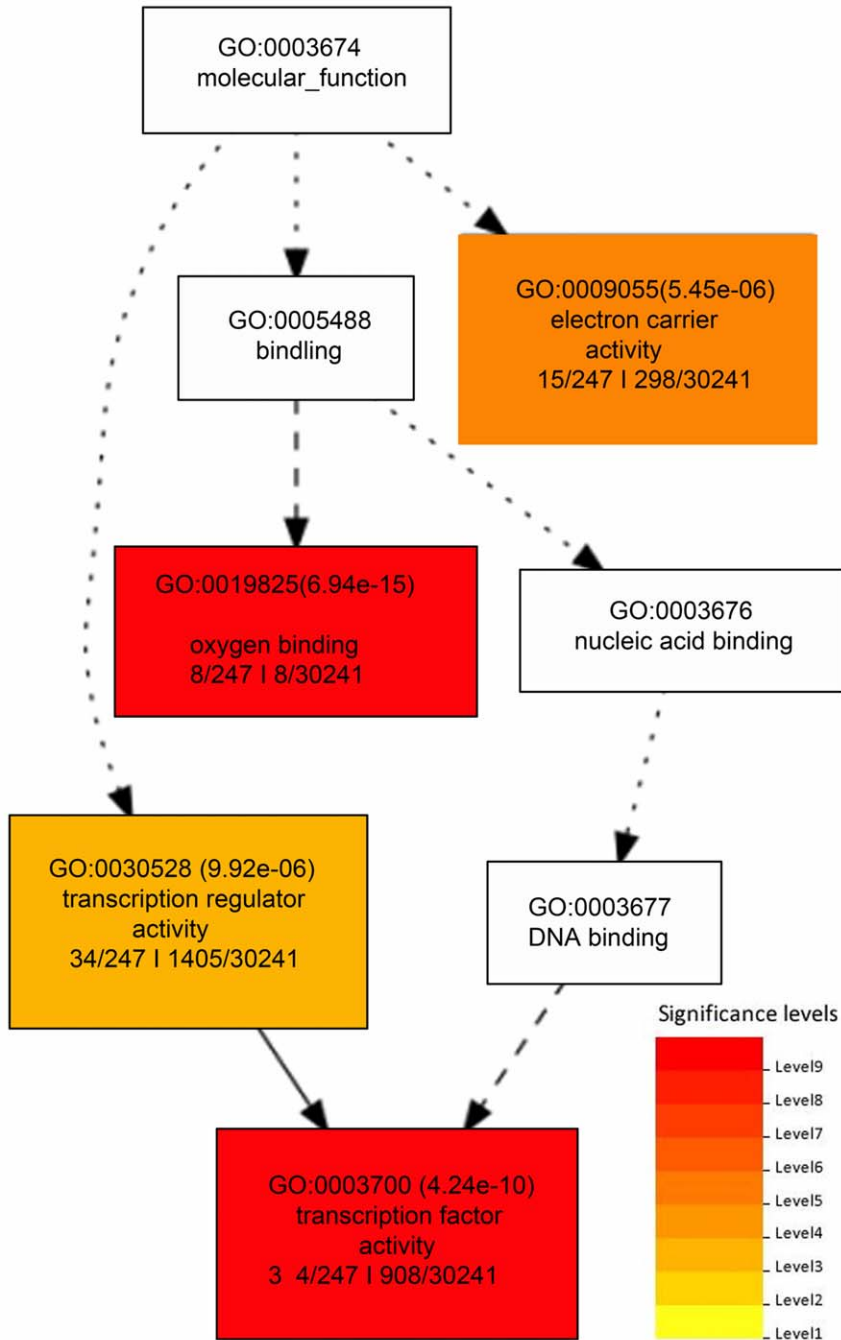 GO:0003674
molecular_function
GO:0009055(5.45e-06)
electron carrier
activity
15/247 I 298/30241
GO:0005488
bindling
GO:0019825(6.94e-15)
oxygen binding
8/247 I 8/30241
GO:0003676
nucleic acid binding
GO:0030528 (9.92e-06)
transcription regulator
activity
34/247 I 1405/30241
GO:0003677
DNA binding
GO:0003700 (4.24e-10)
transcription factor
activity
3 4/247 I 908/30241
Significance levels
Level9
Level8
Level7
Level6
Level5
Level4
Level3
Level2
Level1